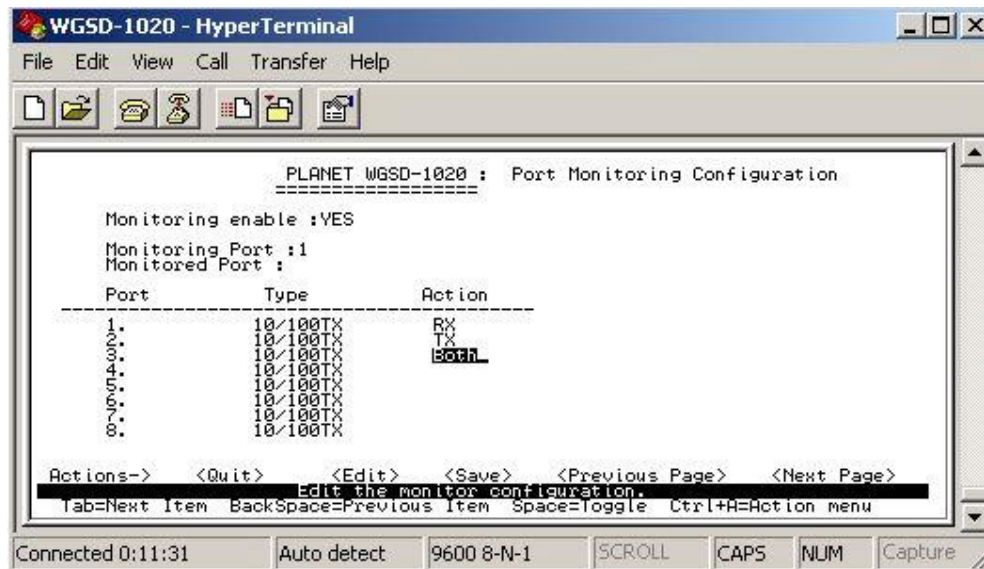 WGSD-1020 - HyperTerminal
File Edit View Call Transfer Help
PLANET WGSD-1020 : Port Monitoring Configuration
===================
Monitoring enable :YES
Monitoring Port :1
Monitored Port :
Port Type Action
1. 10/100TX RX
2. 10/100TX TX
3. 10/100TX Both_
4. 10/100TX
5. 10/100TX
6. 10/100TX
7. 10/100TX
8. 10/100TX
Actions-> <Quit> <Edit> <Save> <Previous Page> <Next Page>
Edit the monitor configuration.
Tab=Next Item BackSpace=Previous Item Space=Toggle Ctrl+A=Action menu
Connected 0:11:31 Auto detect 9600 8-N-1 SCROLL CAPS NUM Capture